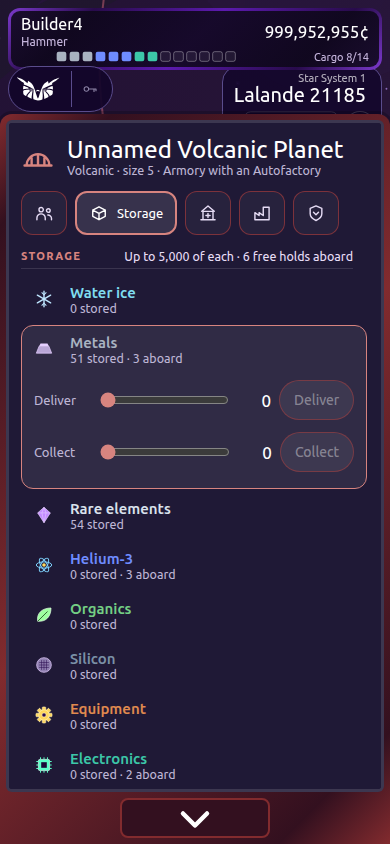 Builder4
Hammer
999,952,955¢
Cargo 8/14
Star System 1
Lalande 21185
Unnamed Volcanic Planet
Volcanic · size 5 · Armory with an Autofactory
Storage
STORAGE
Up to 5,000 of each · 6 free holds aboard
Water ice
0 stored
Metals
51 stored · 3 aboard
Deliver 0 Deliver
Collect 0 Collect
Rare elements
54 stored
Helium-3
0 stored · 3 aboard
Organics
0 stored
Silicon
0 stored
Equipment
0 stored
Electronics
0 stored · 2 aboard